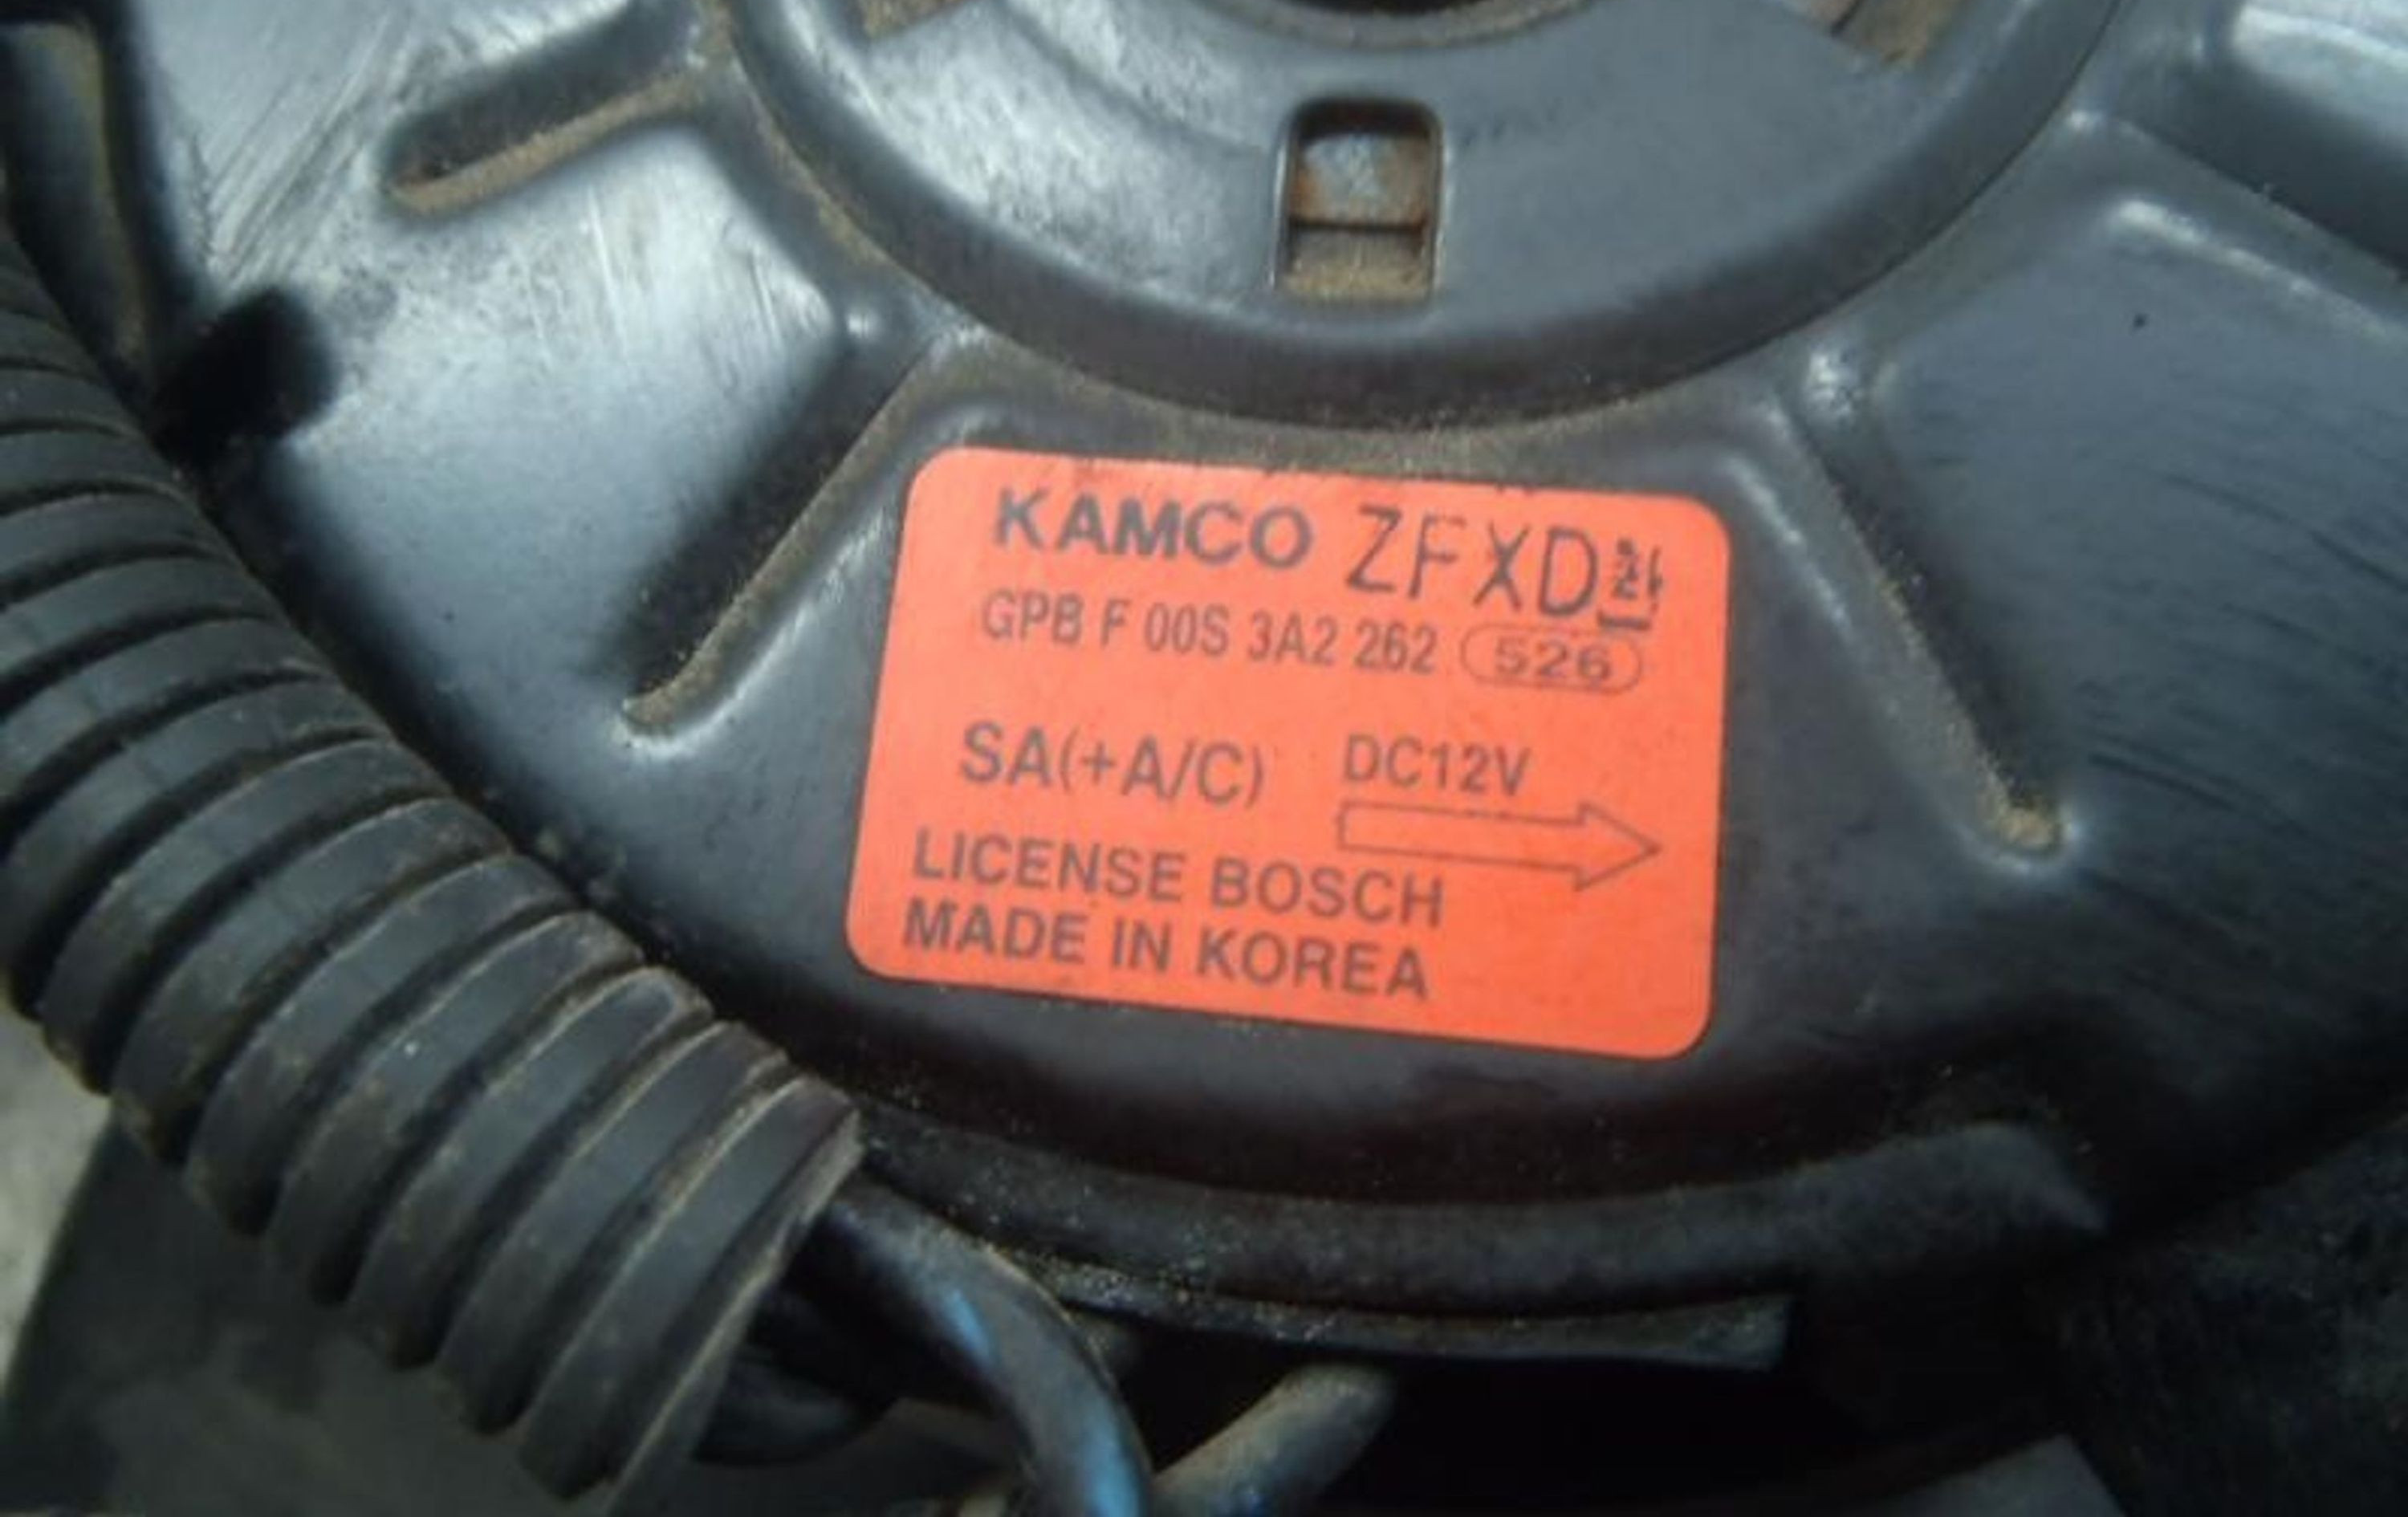 KAMCO ZFXD
GPB F 00S 3A2 262 526
SA(+A/C) DC12V
LICENSE BOSCH
MADE IN KOREA